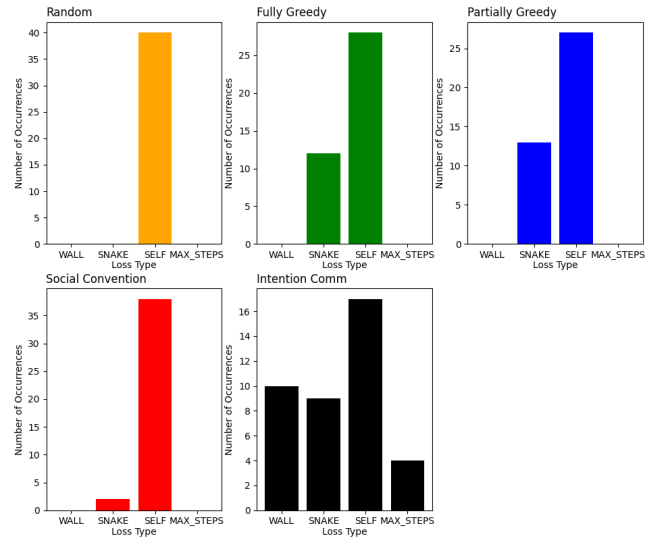 Random
Number of Occurrences
40
35
30
25
20
15
10
5
0
WALL SNAKE SELF MAX_STEPS
Loss Type
Fully Greedy
Number of Occurrences
25
20
15
10
5
0
WALL SNAKE SELF MAX_STEPS
Loss Type
Partially Greedy
Number of Occurrences
25
20
15
10
5
0
WALL SNAKE SELF MAX_STEPS
Loss Type
Social Convention
Number of Occurrences
35
30
25
20
15
10
5
0
WALL SNAKE SELF MAX_STEPS
Loss Type
Intention Comm
Number of Occurrences
16
14
12
10
8
6
4
2
0
WALL SNAKE SELF MAX_STEPS
Loss Type